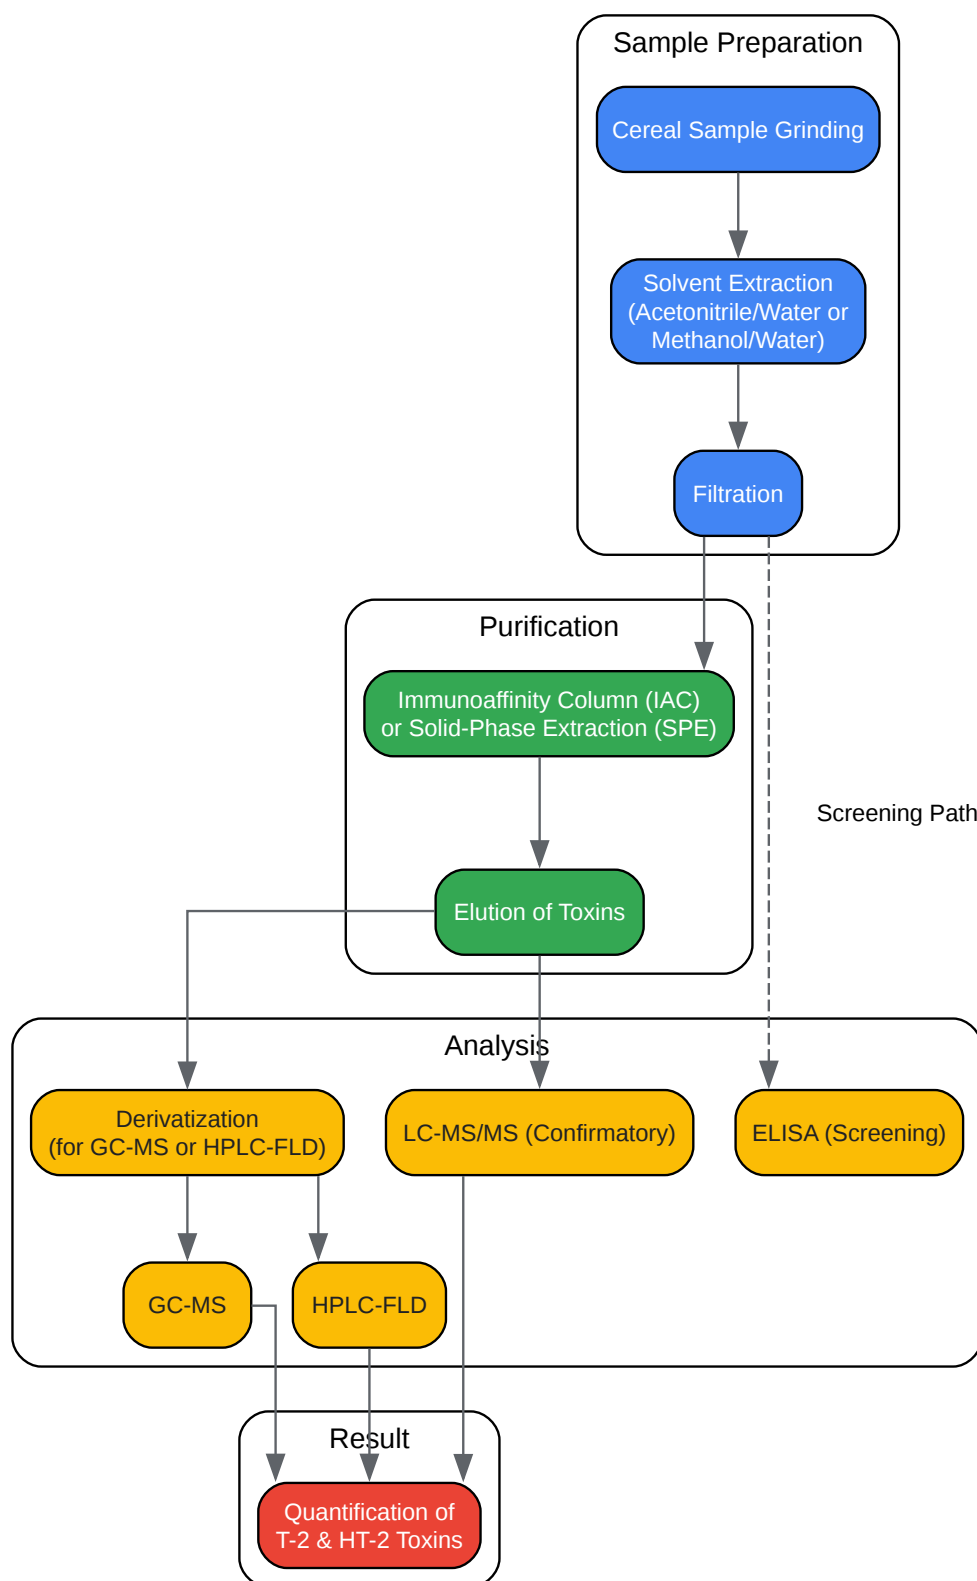 Sample Preparation
Cereal Sample Grinding
Solvent Extraction
(Acetonitrile/Water or
Methanol/Water)
Filtration
Purification
Immunoaffinity Column (IAC)
or Solid-Phase Extraction (SPE)
Screening Path
Elution of Toxins
Analysis
Derivatization
(for GC-MS or HPLC-FLD)
LC-MS/MS (Confirmatory)
ELISA (Screening)
GC-MS
HPLC-FLD
Result
Quantification of
T-2 & HT-2 Toxins